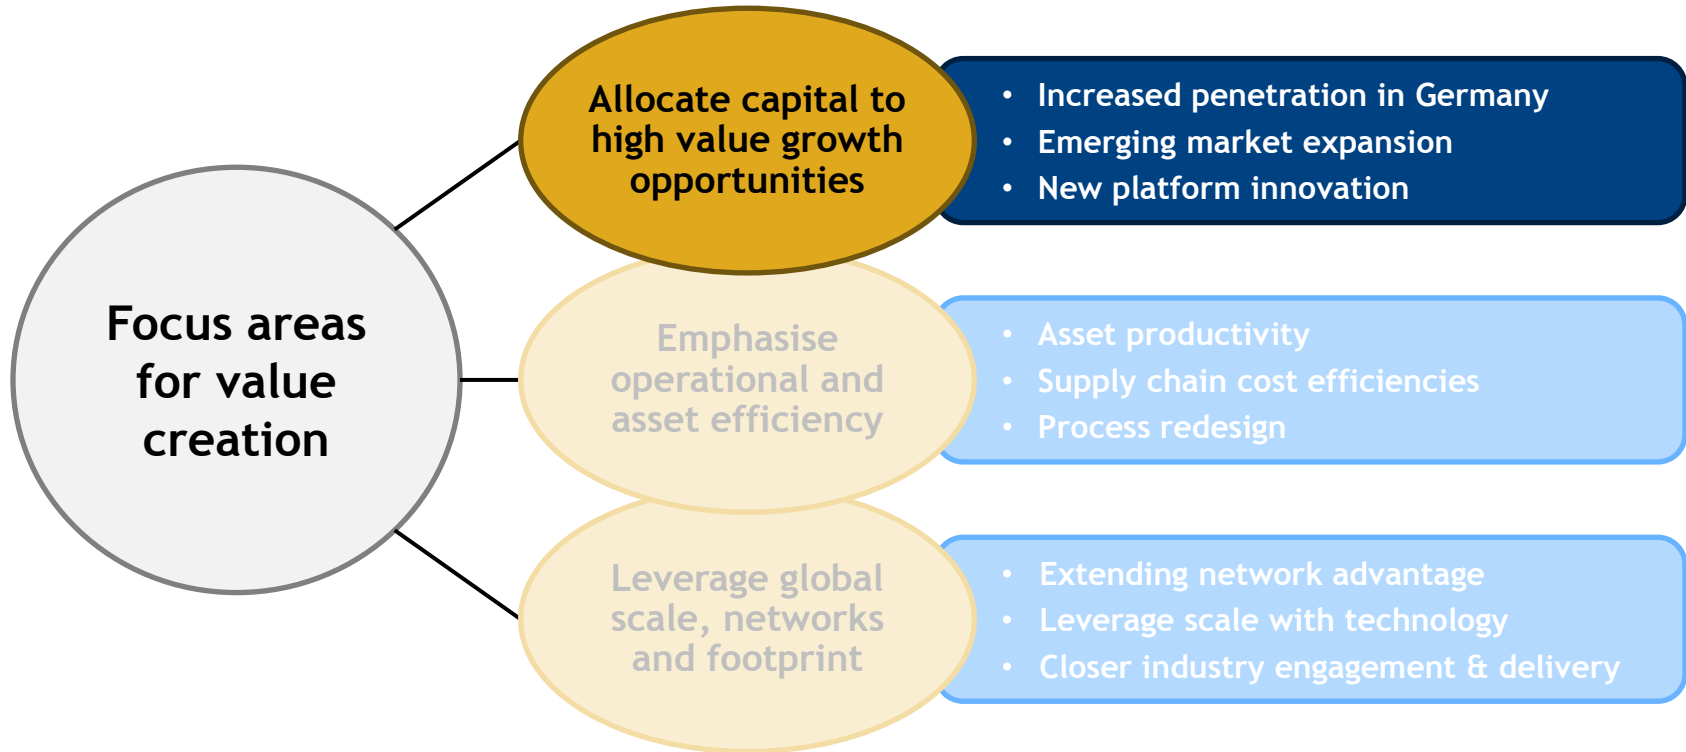 Focus areas
for value
creation
Allocate capital to
high value growth
opportunities
• Increased penetration in Germany
• Emerging market expansion
• New platform innovation
Emphasise
operational and
asset efficiency
• Asset productivity
• Supply chain cost efficiencies
• Process redesign
Leverage global
scale, networks
and footprint
• Extending network advantage
• Leverage scale with technology
• Closer industry engagement & delivery